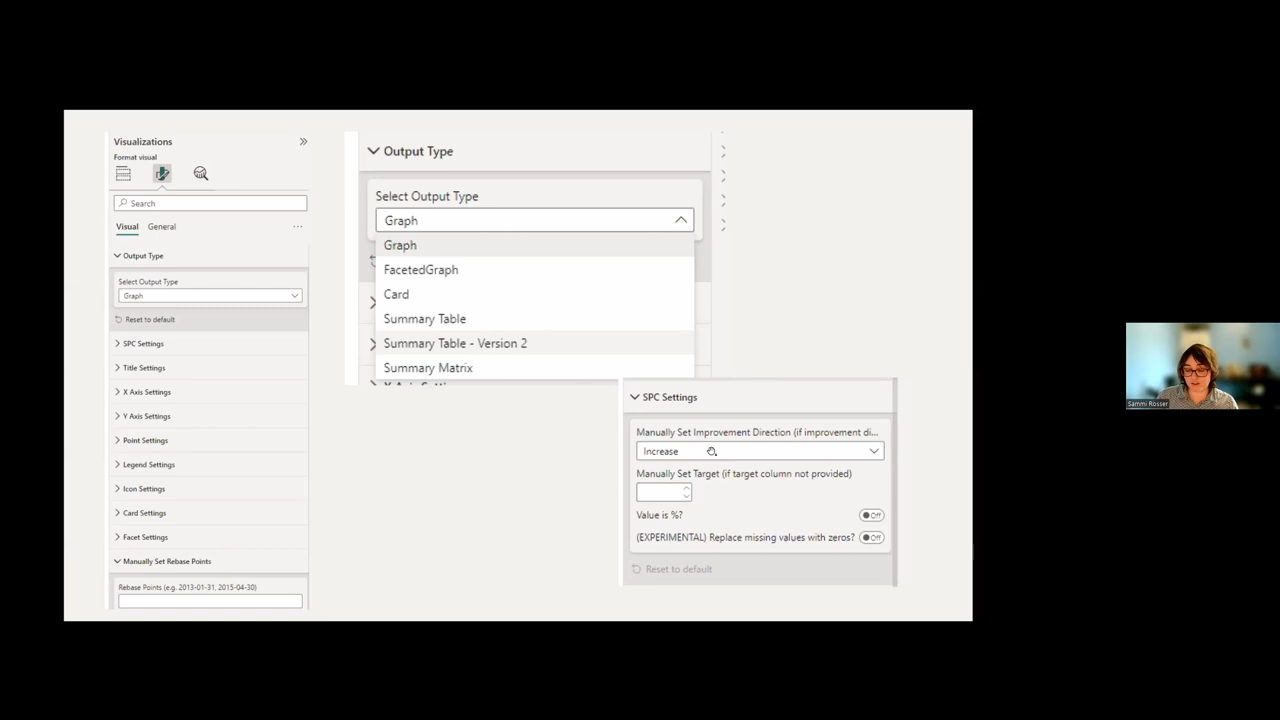 Visualizations
Format visual
Search
Visual General
Output Type
Select Output Type
Graph
Reset to default
SPC Settings
Title Settings
X Axis Settings
Y Axis Settings
Point Settings
Legend Settings
Icon Settings
Card Settings
Facet Settings
Manually Set Rebase Points
Rebase Points (e.g. 2013-01-31, 2015-04-30)
Output Type
Select Output Type
Graph
Graph
FacetedGraph
Card
Summary Table
Summary Table - Version 2
Summary Matrix
SPC Settings
Manually Set Improvement Direction (if improvement di...
Increase
Manually Set Target (if target column not provided)
Value is %? Off
(EXPERIMENTAL) Replace missing values with zeros? Off
Reset to default
Sammi Rosser